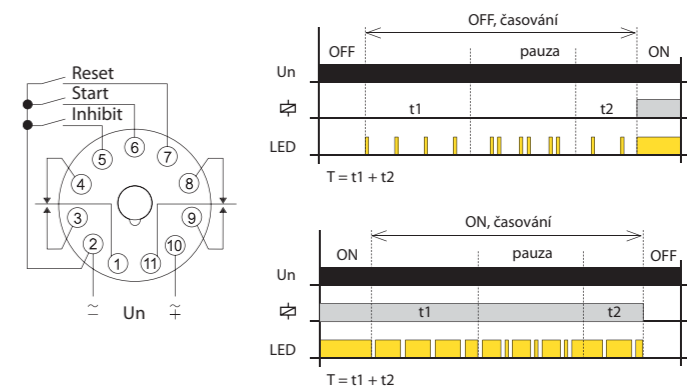 Reset
Start
Inhibit
5
6
7
4
8
3
9
2
10
1
11
≃ Un ≂
OFF, časování
OFF
pauza
ON
Un
t1
t2
LED
T = t1 + t2
ON, časování
ON
pauza
OFF
Un
t1
t2
LED
T = t1 + t2